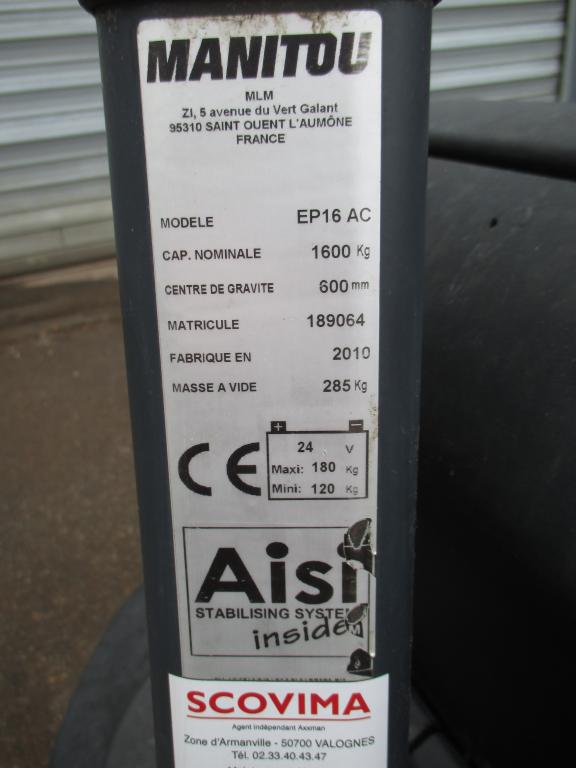 MANITOU
MLM
ZI, 5 avenue du Vert Galant
95310 SAINT OUENT L'AUMÔNE
FRANCE
MODELE EP16 AC
CAP. NOMINALE 1600 Kg
CENTRE DE GRAVITE 600 mm
MATRICULE 189064
FABRIQUE EN 2010
MASSE A VIDE 285 Kg
+ -
CE
24 V
Maxi: 180 Kg
Mini: 120 Kg
Aisi
STABILISING SYSTEM
inside
SCOVIMA
Agent indépendant Axxman
Zone d'Armanville - 50700 VALOGNES
Tél. 02.33.40.43.47